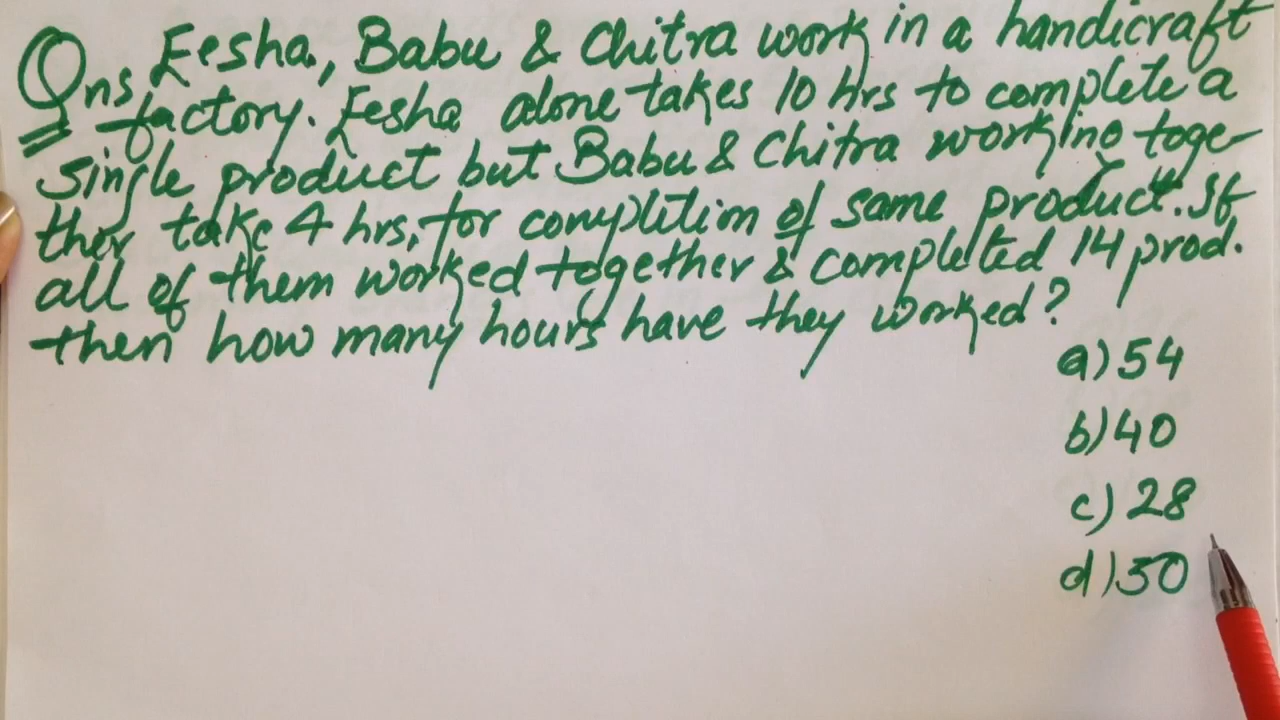 Qns Eesha, Babu & Chitra work in a handicraft
factory. Eesha alone takes 10 hrs to complete a
single product but Babu & Chitra working toge-
ther take 4 hrs, for completion of same product. If
all of them worked together & completed 14 prod.
then how many hours have they worked?
a) 54
b) 40
c) 28
d) 50